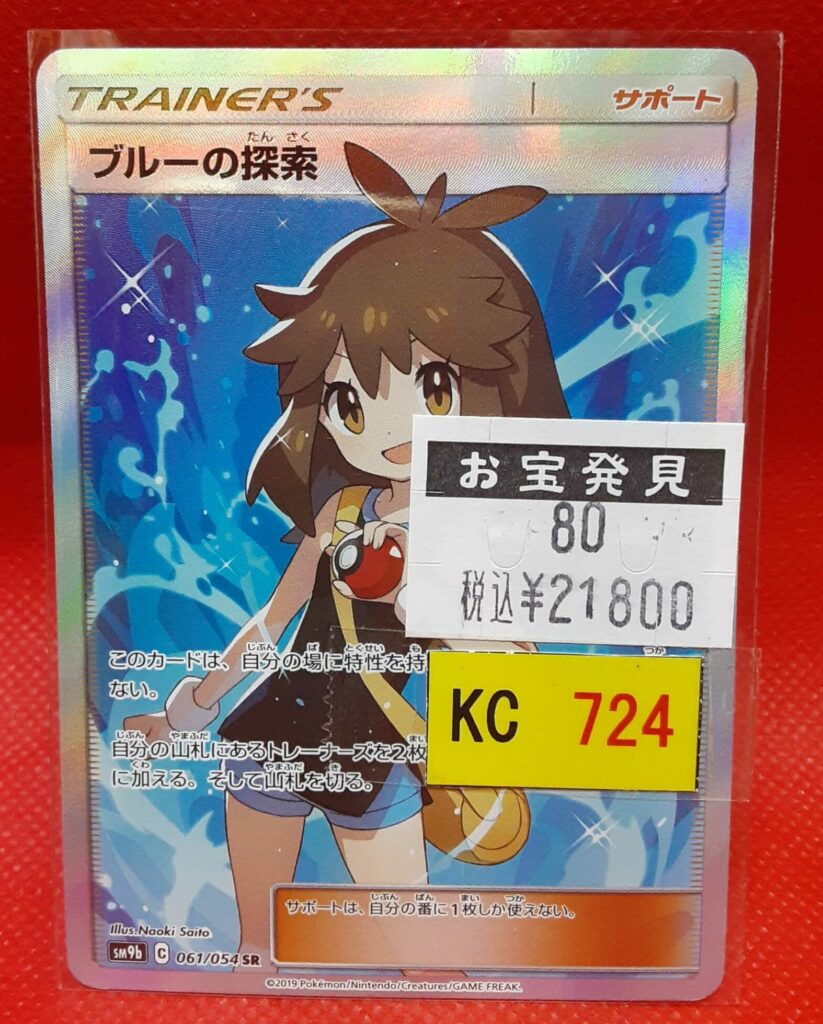 TRAINER'S
サポート
たんさく
ブルーの探索
お宝発見
80
税込¥21800
じぶん ば とくせい も つか
このカードは、自分の場に特性を持
ない。
じぶん やまふだ まい
自分の山札にあるトレーナーズを2枚
くわ やまふだ き
に加える。そして山札を切る。
KC 724
じぶん ばん まい つか
サポートは、自分の番に1枚しか使えない。
Illus.Naoki Saito
sm9b C 061/054 SR
©2019 Pokémon/Nintendo/Creatures/GAME FREAK.